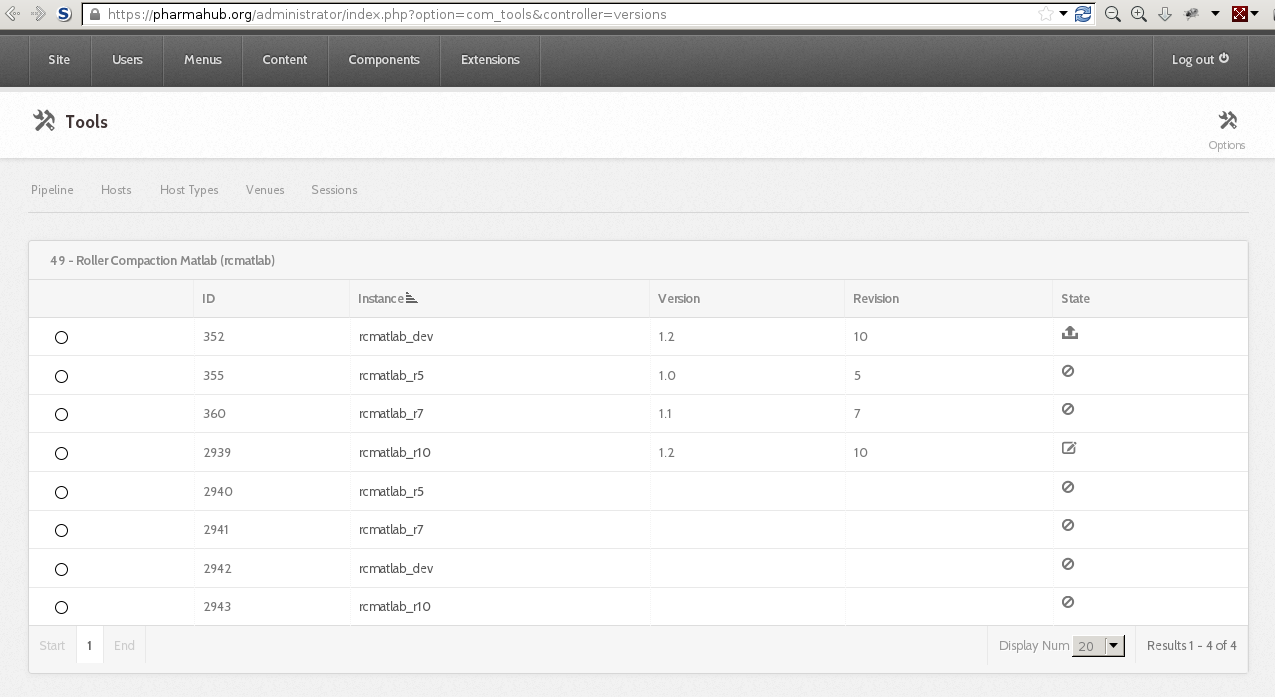 https://pharmahub.org/administrator/index.php?option=com_tools&controller=versions
Site Users Menus Content Components Extensions Log out
Tools
Options
Pipeline Hosts Host Types Venues Sessions
49 - Roller Compaction Matlab (rcmatlab)
ID Instance Version Revision State
352 rcmatlab_dev 1.2 10
355 rcmatlab_r5 1.0 5
360 rcmatlab_r7 1.1 7
2939 rcmatlab_r10 1.2 10
2940 rcmatlab_r5
2941 rcmatlab_r7
2942 rcmatlab_dev
2943 rcmatlab_r10
Start 1 End Display Num 20 Results 1 - 4 of 4